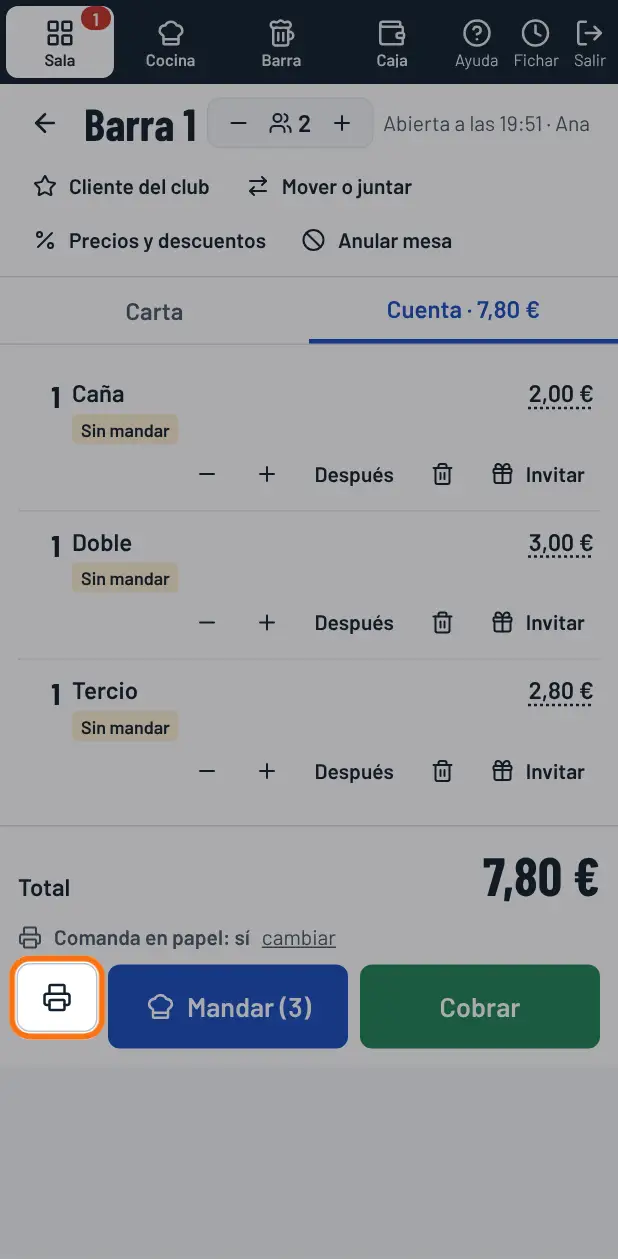 1
Sala
Cocina
Barra
Caja
Ayuda
Fichar
Salir
Barra 1
2
Abierta a las 19:51 · Ana
Cliente del club
Mover o juntar
Precios y descuentos
Anular mesa
Carta
Cuenta · 7,80 €
1 Caña 2,00 €
Sin mandar
− + Después Invitar
1 Doble 3,00 €
Sin mandar
− + Después Invitar
1 Tercio 2,80 €
Sin mandar
− + Después Invitar
Total 7,80 €
Comanda en papel: sí cambiar
Mandar (3)
Cobrar